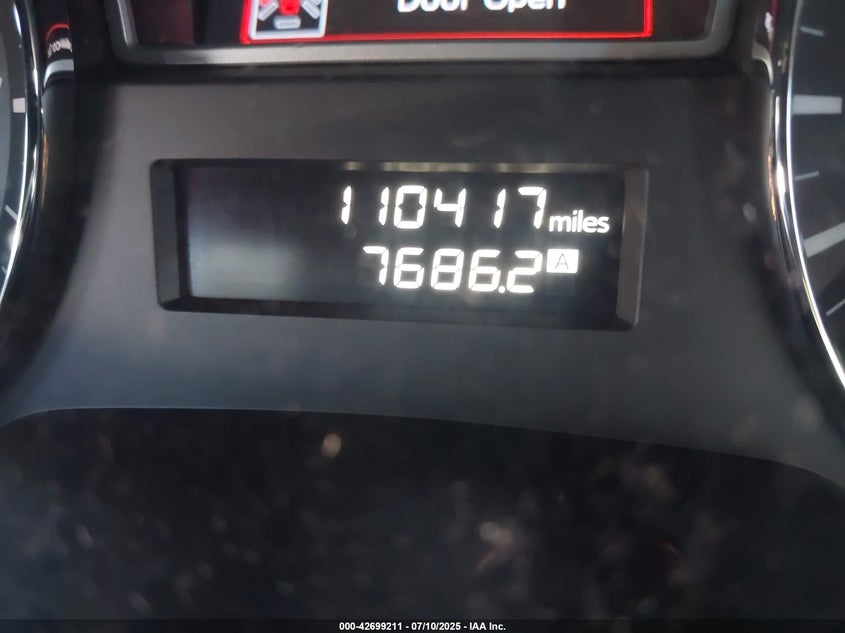 Door Open
110417 miles
7686.2 A
000-42699211 - 07/10/2025 - IAA Inc.